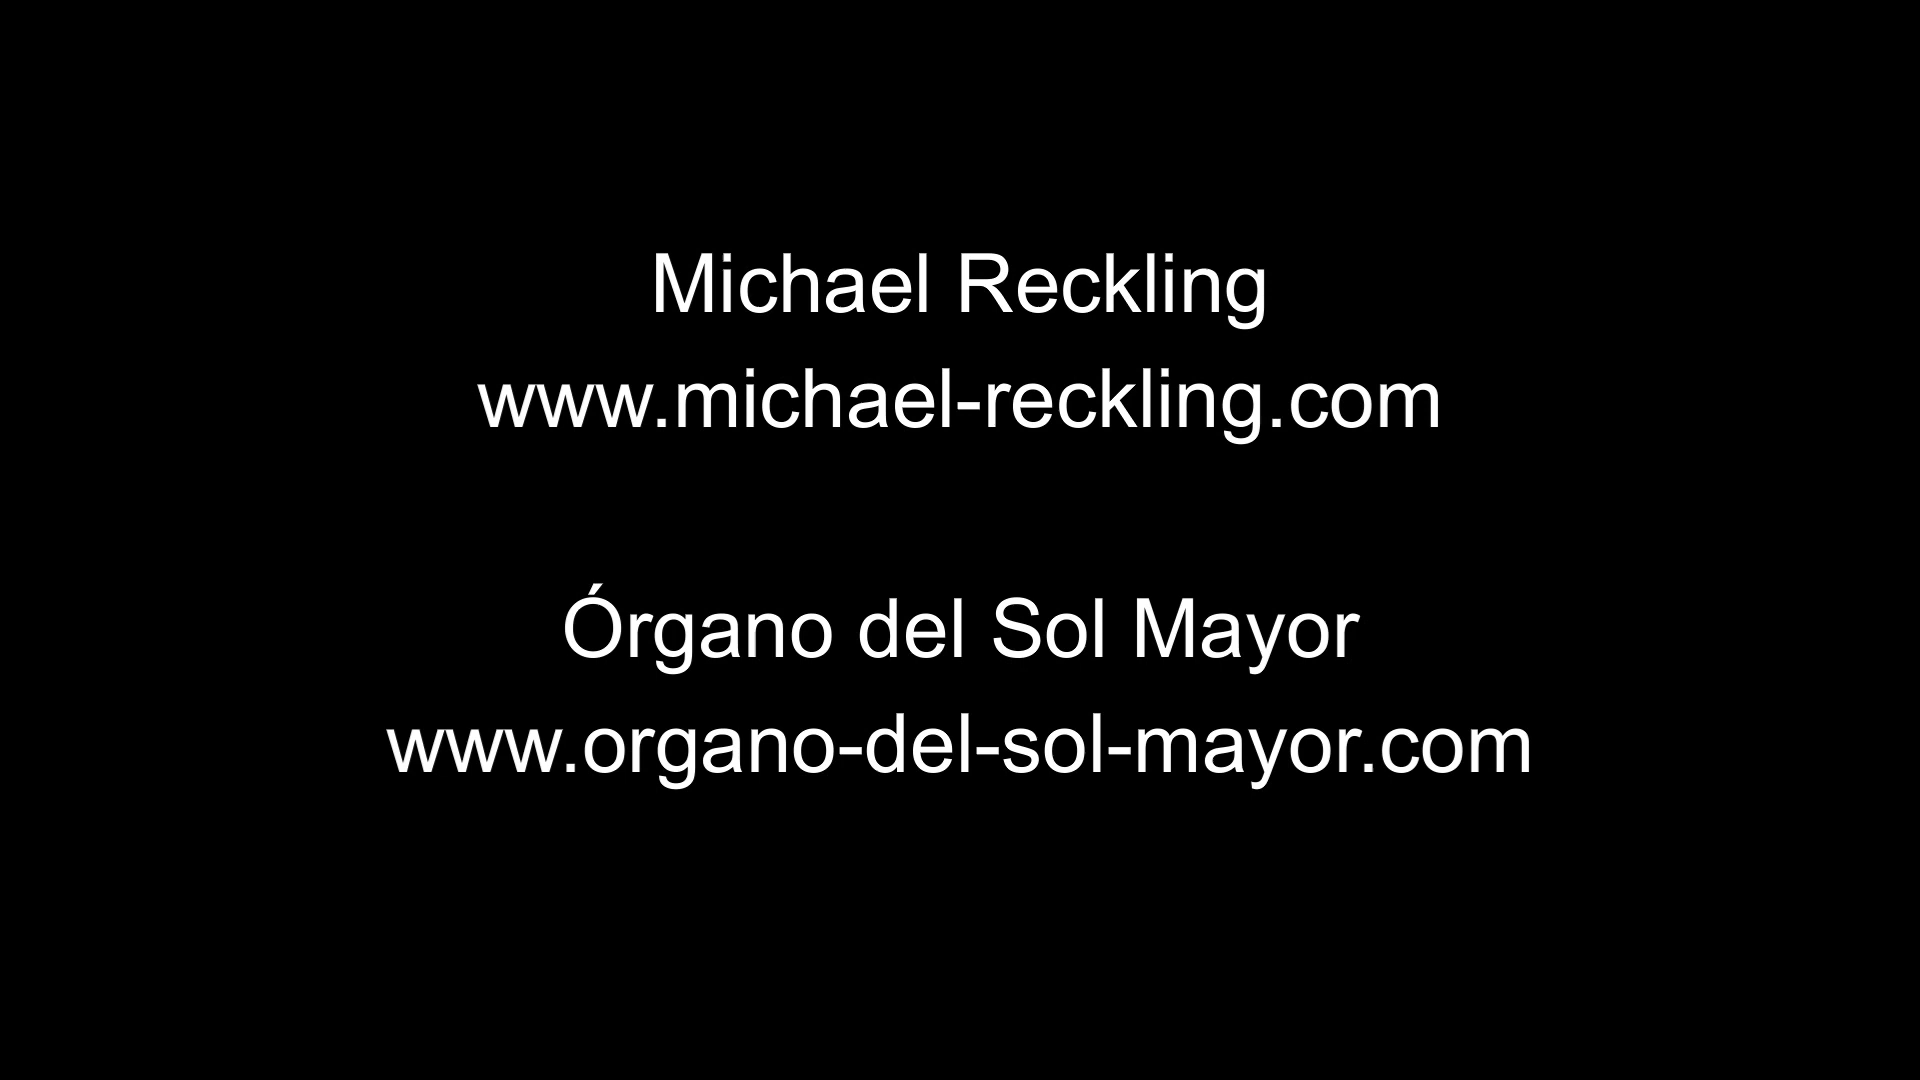 Michael Reckling
www.michael-reckling.com
Órgano del Sol Mayor
www.organo-del-sol-mayor.com